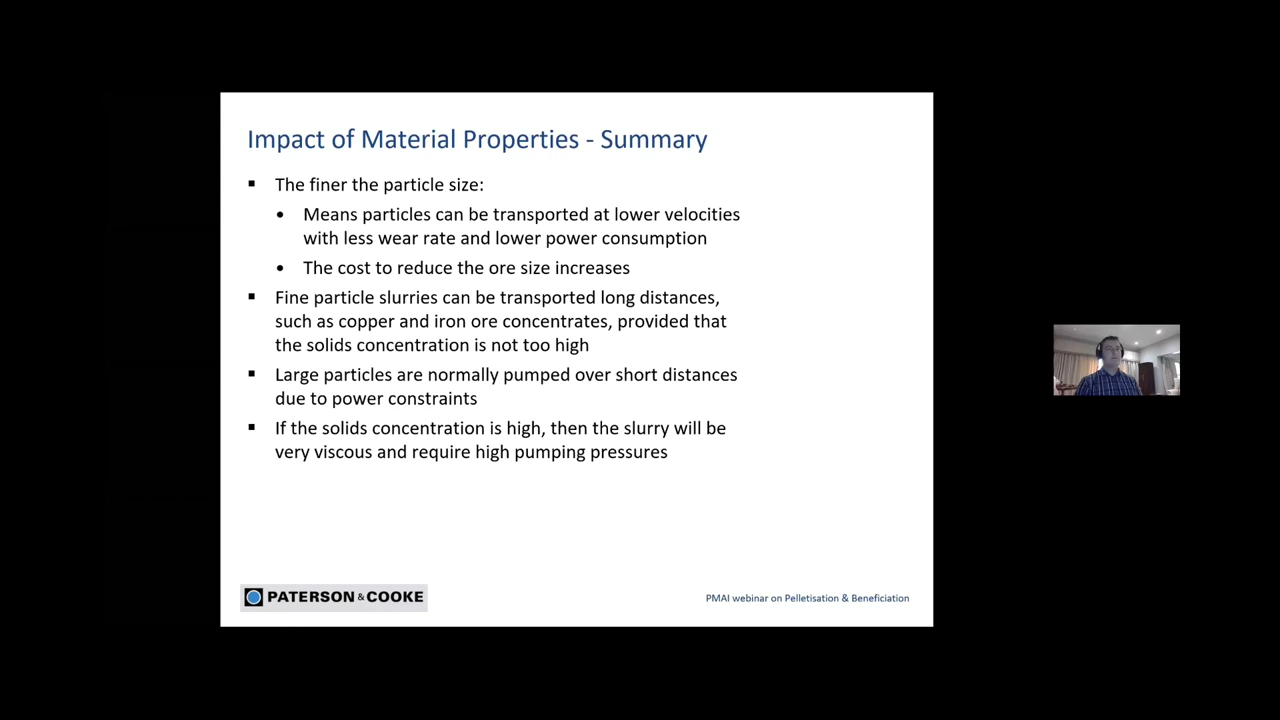 Impact of Material Properties - Summary
▪ The finer the particle size:
• Means particles can be transported at lower velocities
with less wear rate and lower power consumption
• The cost to reduce the ore size increases
▪ Fine particle slurries can be transported long distances,
such as copper and iron ore concentrates, provided that
the solids concentration is not too high
▪ Large particles are normally pumped over short distances
due to power constraints
▪ If the solids concentration is high, then the slurry will be
very viscous and require high pumping pressures
PATERSON & COOKE
PMAI webinar on Pelletisation & Beneficiation